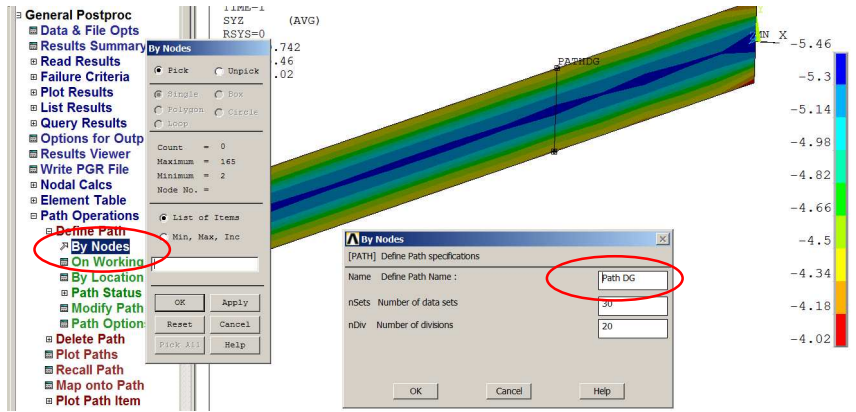 General Postproc
Data & File Opts
Results Summary
Read Results
Failure Criteria
Plot Results
List Results
Query Results
Options for Outp
Results Viewer
Write PGR File
Nodal Calcs
Element Table
Path Operations
Define Path
By Nodes
On Working
By Location
Path Status
Modify Path
Path Option
Delete Path
Plot Paths
Recall Path
Map onto Path
Plot Path Item
TIME=1
SYZ (AVG)
RSYS=0
.742
.46
.02
By Nodes
Pick Unpick
Single Box
Polygon Circle
Loop
Count = 0
Maximum = 165
Minimum = 2
Node No. =
List of Items
Min, Max, Inc
OK Apply
Reset Cancel
Pick All Help
PATHDG
MN X
By Nodes
[PATH] Define Path specifications
Name Define Path Name : Path DG
nSets Number of data sets 30
nDiv Number of divisions 20
OK Cancel Help
-5.46
-5.3
-5.14
-4.98
-4.82
-4.66
-4.5
-4.34
-4.18
-4.02